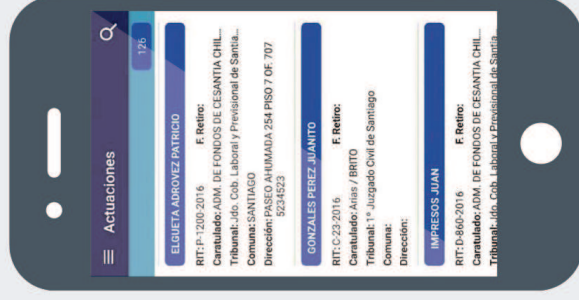 Actuaciones
126
ELGUETA ADROVEZ PATRICIO
RIT: P-1200-2016 F. Retiro:
Caratulado: ADM. DE FONDOS DE CESANTIA CHIL...
Tribunal: Jdo. Cob. Laboral y Previsional de Santia...
Comuna: SANTIAGO
Dirección: PASEO AHUMADA 254 PISO 7 OF. 707
5234523
GONZALES PEREZ JUANITO
RIT: C-23-2016 F. Retiro:
Caratulado: Arias / BRITO
Tribunal: 1º Juzgado Civil de Santiago
Comuna:
Dirección:
IMPRESOS JUAN
RIT: D-860-2016 F. Retiro:
Caratulado: ADM. DE FONDOS DE CESANTIA CHIL...
Tribunal: Jdo. Cob. Laboral y Previsional de Santia...